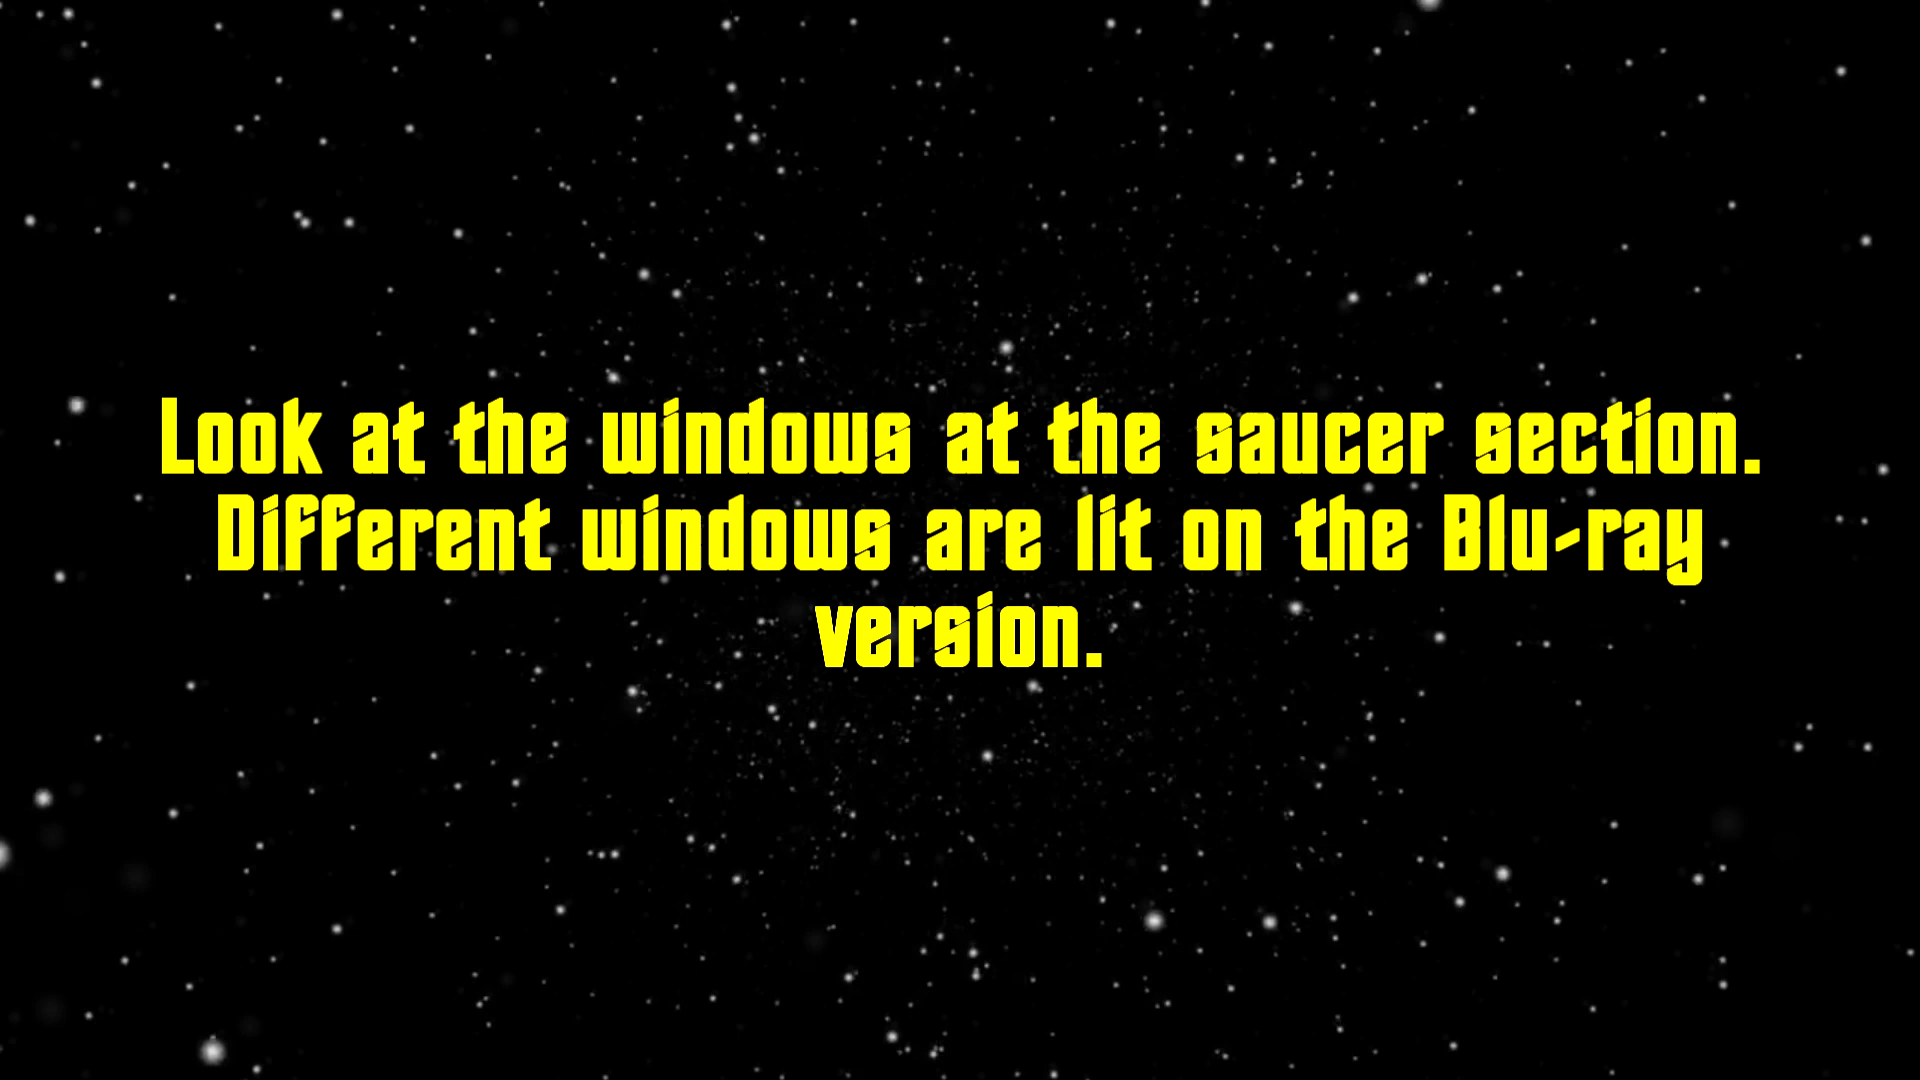 Look at the windows at the saucer section.
Different windows are lit on the Blu-ray
version.